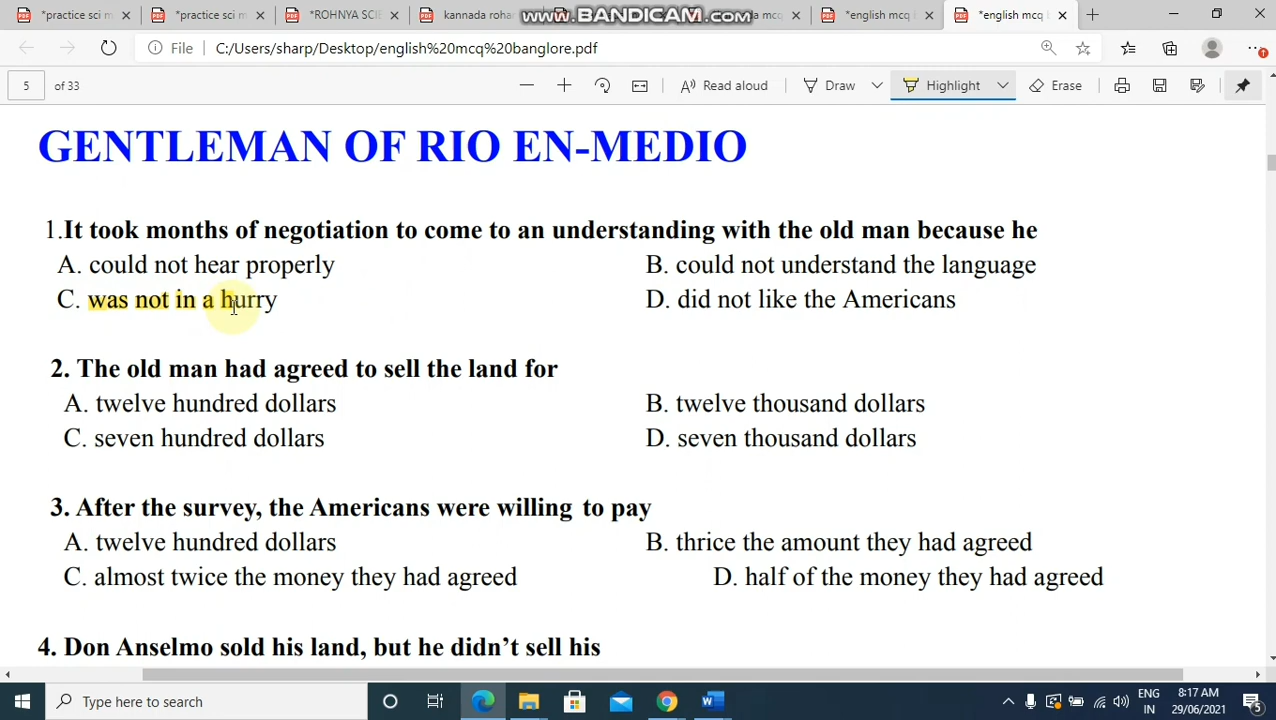 *practice sci m
*practice sci m
*ROHNYA SCIE
kannada rohar
www.BANDICAM.com
a mcq
*english mcq b
*english mcq b
File
C:/Users/sharp/Desktop/english%20mcq%20banglore.pdf
5 of 33
Read aloud
Draw
Highlight
Erase
GENTLEMAN OF RIO EN-MEDIO
1.It took months of negotiation to come to an understanding with the old man because he
A. could not hear properly B. could not understand the language
C. was not in a hurry D. did not like the Americans
2. The old man had agreed to sell the land for
A. twelve hundred dollars B. twelve thousand dollars
C. seven hundred dollars D. seven thousand dollars
3. After the survey, the Americans were willing to pay
A. twelve hundred dollars B. thrice the amount they had agreed
C. almost twice the money they had agreed D. half of the money they had agreed
4. Don Anselmo sold his land, but he didn’t sell his
Type here to search
ENG
IN
8:17 AM
29/06/2021
5